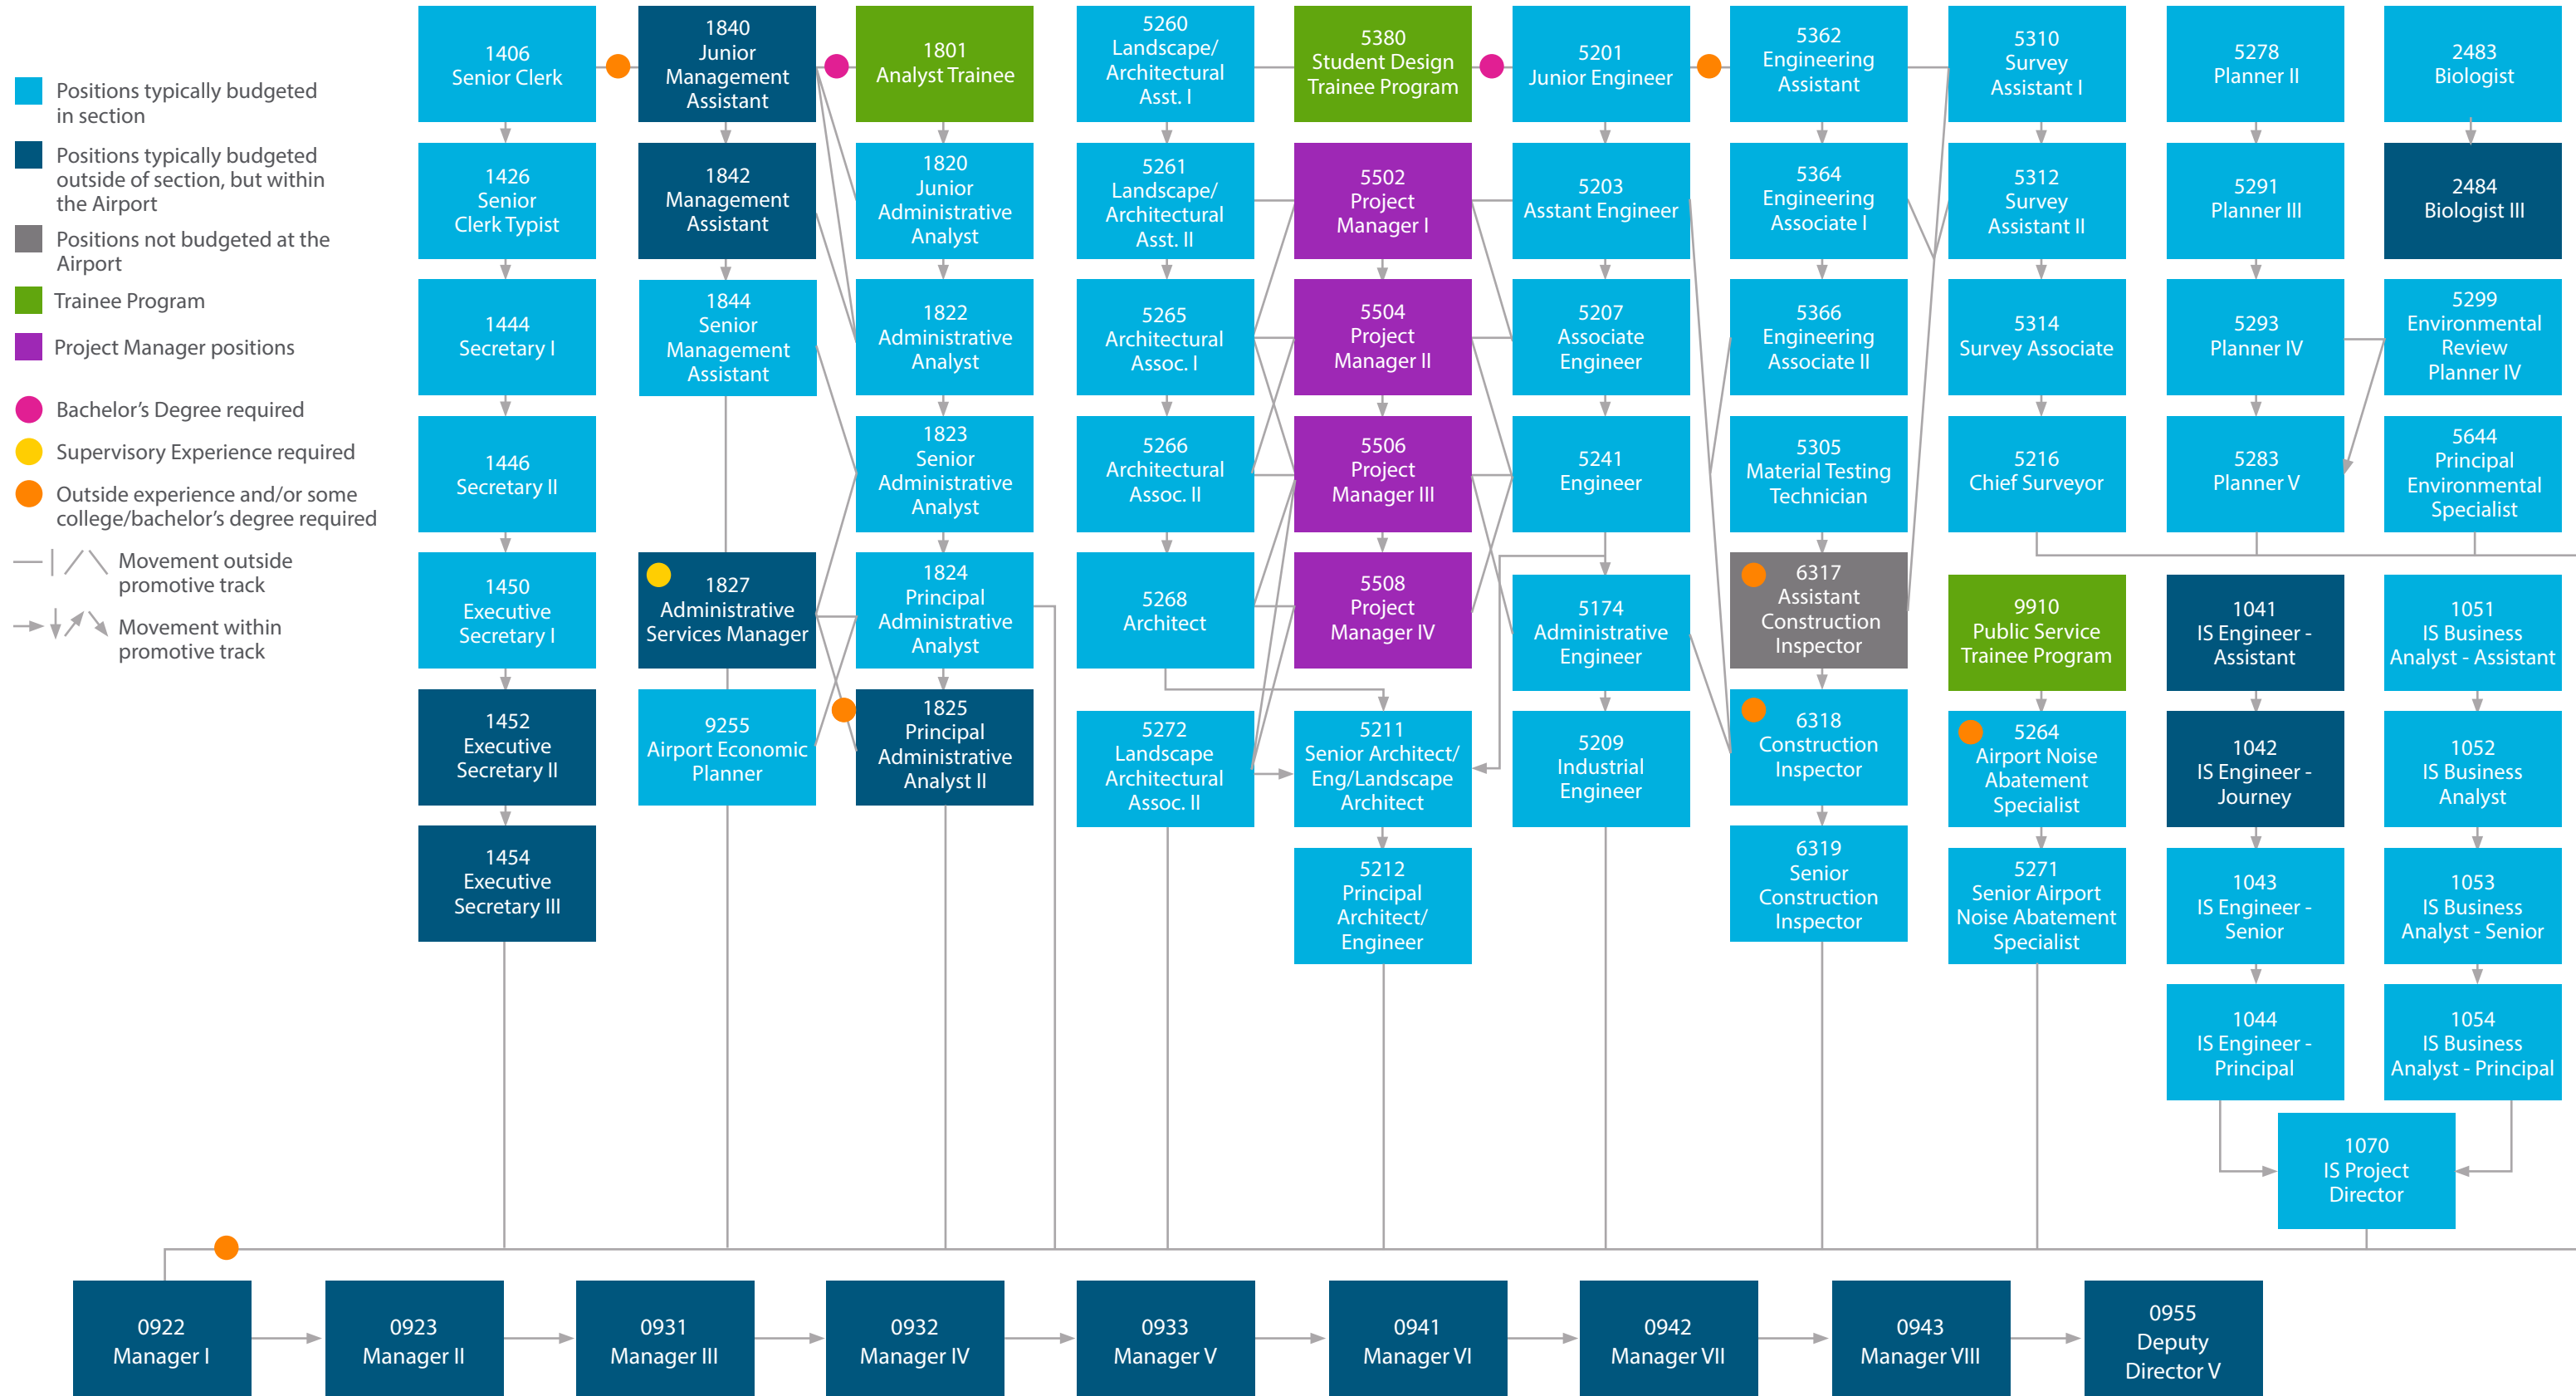 Positions typically budgeted
in section
Positions typically budgeted
outside of section, but within
the Airport
Positions not budgeted at the
Airport
Trainee Program
Project Manager positions
Bachelor's Degree required
Supervisory Experience required
Outside experience and/or some
college/bachelor's degree required
Movement outside
promotive track
Movement within
promotive track
1406
Senior Clerk
1426
Senior
Clerk Typist
1444
Secretary I
1446
Secretary II
1450
Executive
Secretary I
1452
Executive
Secretary II
1454
Executive
Secretary III
1840
Junior
Management
Assistant
1842
Management
Assistant
1844
Senior
Management
Assistant
1827
Administrative
Services Manager
9255
Airport Economic
Planner
1801
Analyst Trainee
1820
Junior
Administrative
Analyst
1822
Administrative
Analyst
1823
Senior
Administrative
Analyst
1824
Principal
Administrative
Analyst
1825
Principal
Administrative
Analyst II
5260
Landscape/
Architectural
Asst. I
5261
Landscape/
Architectural
Asst. II
5265
Architectural
Assoc. I
5266
Architectural
Assoc. II
5268
Architect
5272
Landscape
Architectural
Assoc. II
5380
Student Design
Trainee Program
5502
Project
Manager I
5504
Project
Manager II
5506
Project
Manager III
5508
Project
Manager IV
5211
Senior Architect/
Eng/Landscape
Architect
5212
Principal
Architect/
Engineer
5201
Junior Engineer
5203
Asstant Engineer
5207
Associate
Engineer
5241
Engineer
5174
Administrative
Engineer
5209
Industrial
Engineer
5362
Engineering
Assistant
5364
Engineering
Associate I
5366
Engineering
Associate II
5305
Material Testing
Technician
6317
Assistant
Construction
Inspector
6318
Construction
Inspector
6319
Senior
Construction
Inspector
5310
Survey
Assistant I
5312
Survey
Assistant II
5314
Survey Associate
5216
Chief Surveyor
9910
Public Service
Trainee Program
5264
Airport Noise
Abatement
Specialist
5271
Senior Airport
Noise Abatement
Specialist
5278
Planner II
5291
Planner III
5293
Planner IV
5283
Planner V
1041
IS Engineer -
Assistant
1042
IS Engineer -
Journey
1043
IS Engineer -
Senior
1044
IS Engineer -
Principal
2483
Biologist
2484
Biologist III
5299
Environmental
Review
Planner IV
5644
Principal
Environmental
Specialist
1051
IS Business
Analyst - Assistant
1052
IS Business
Analyst
1053
IS Business
Analyst - Senior
1054
IS Business
Analyst - Principal
1070
IS Project
Director
0922
Manager I
0923
Manager II
0931
Manager III
0932
Manager IV
0933
Manager V
0941
Manager VI
0942
Manager VII
0943
Manager VIII
0955
Deputy
Director V